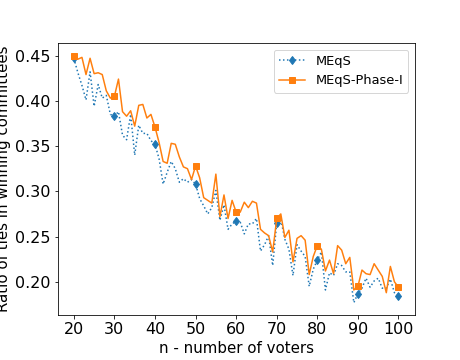 Ratio of ties in winning committees
0.45
0.40
0.35
0.30
0.25
0.20
MEqS
MEqS-Phase-I
20 30 40 50 60 70 80 90 100
n - number of voters